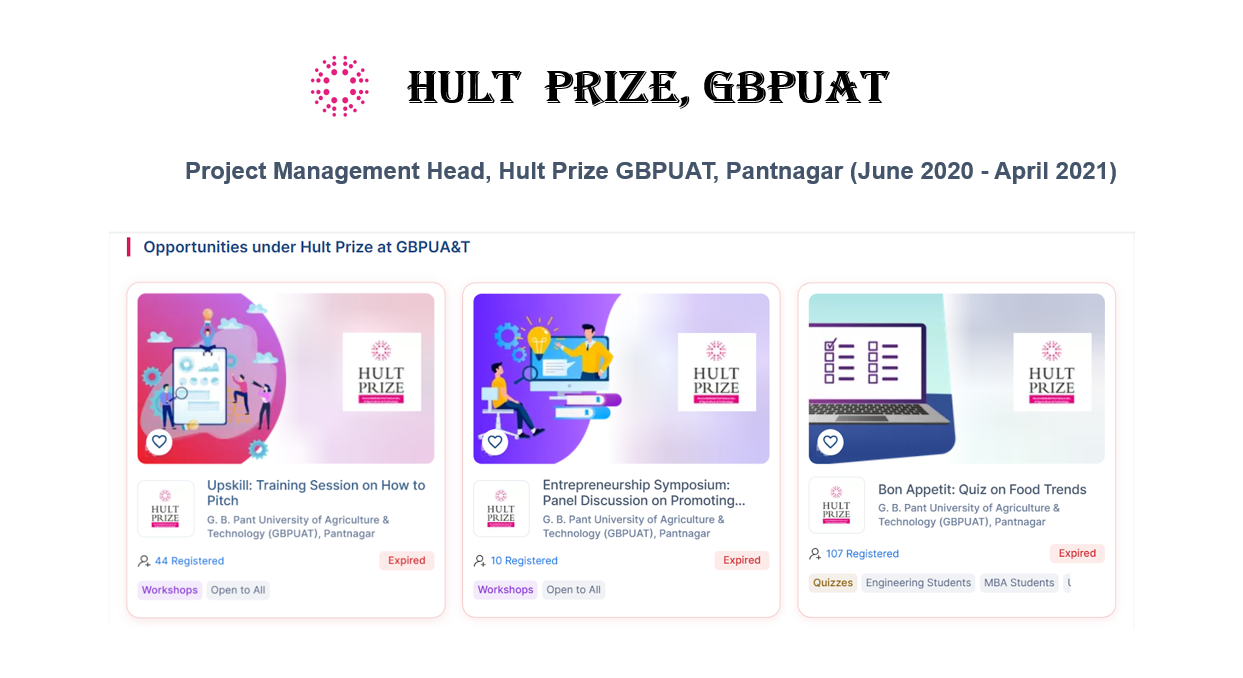 HULT PRIZE, GBPUAT
Project Management Head, Hult Prize GBPUAT, Pantnagar (June 2020 - April 2021)
Opportunities under Hult Prize at GBPUA&T
HULT
PRIZE
HULT
PRIZE
Upskill: Training Session on How to
Pitch
G. B. Pant University of Agriculture &
Technology (GBPUAT), Pantnagar
44 Registered
Expired
Workshops
Open to All
HULT
PRIZE
HULT
PRIZE
Entrepreneurship Symposium:
Panel Discussion on Promoting...
G. B. Pant University of Agriculture &
Technology (GBPUAT), Pantnagar
10 Registered
Expired
Workshops
Open to All
HULT
PRIZE
HULT
PRIZE
Bon Appetit: Quiz on Food Trends
G. B. Pant University of Agriculture &
Technology (GBPUAT), Pantnagar
107 Registered
Expired
Quizzes
Engineering Students
MBA Students